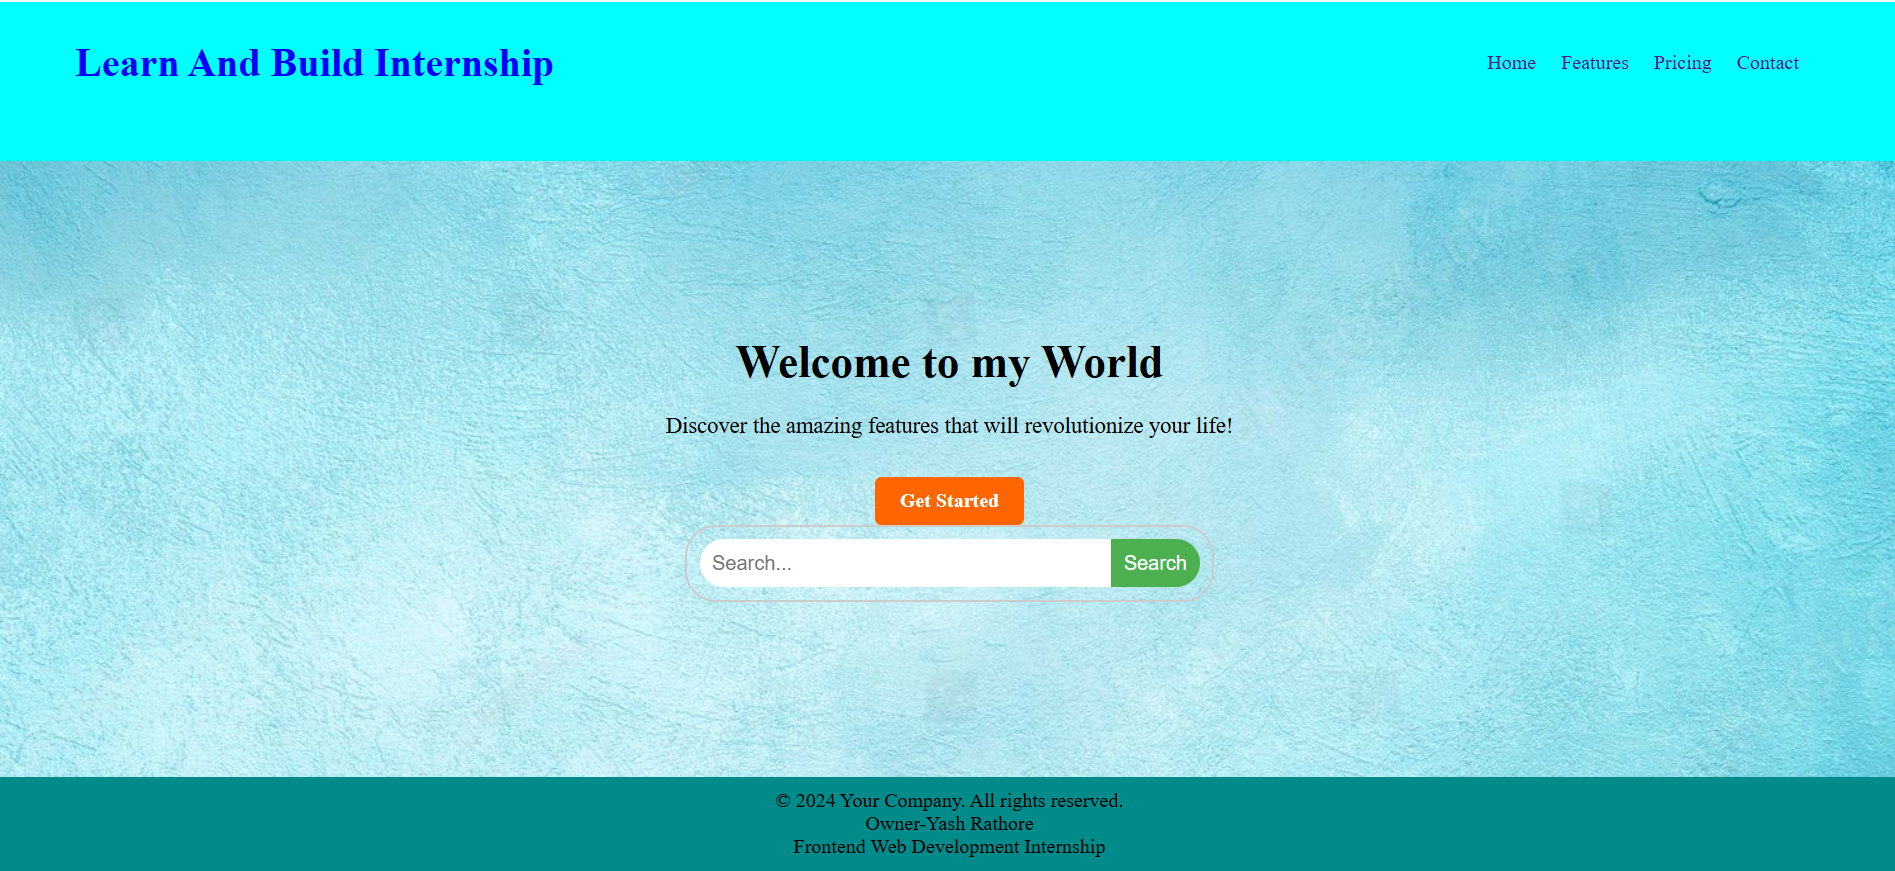 Learn And Build Internship
Home Features Pricing Contact
Welcome to my World
Discover the amazing features that will revolutionize your life!
Get Started
Search... Search
© 2024 Your Company. All rights reserved.
Owner-Yash Rathore
Frontend Web Development Internship